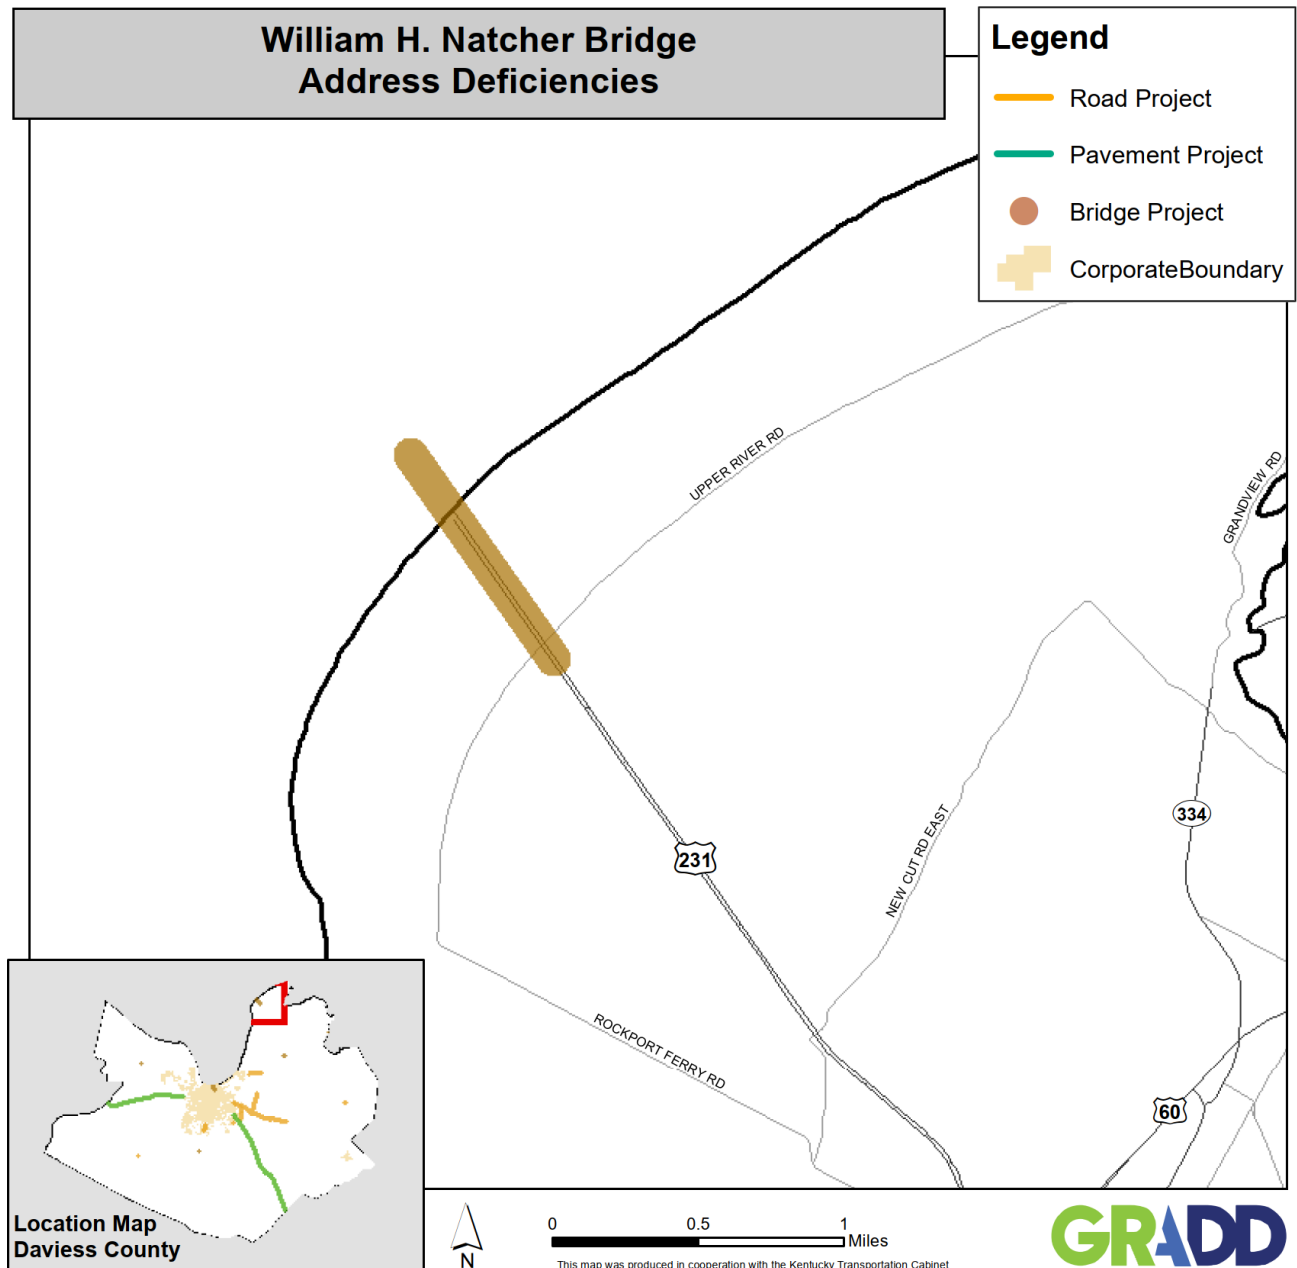 William H. Natcher Bridge
Address Deficiencies
Legend
Road Project
Pavement Project
Bridge Project
CorporateBoundary
UPPER RIVER RD
GRANDVIEW RD
334
231
NEW CUT RD EAST
ROCKPORT FERRY RD
60
Location Map
Daviess County
N
0 0.5 1
Miles
This map was produced in cooperation with the Kentucky Transportation Cabinet
GRADD